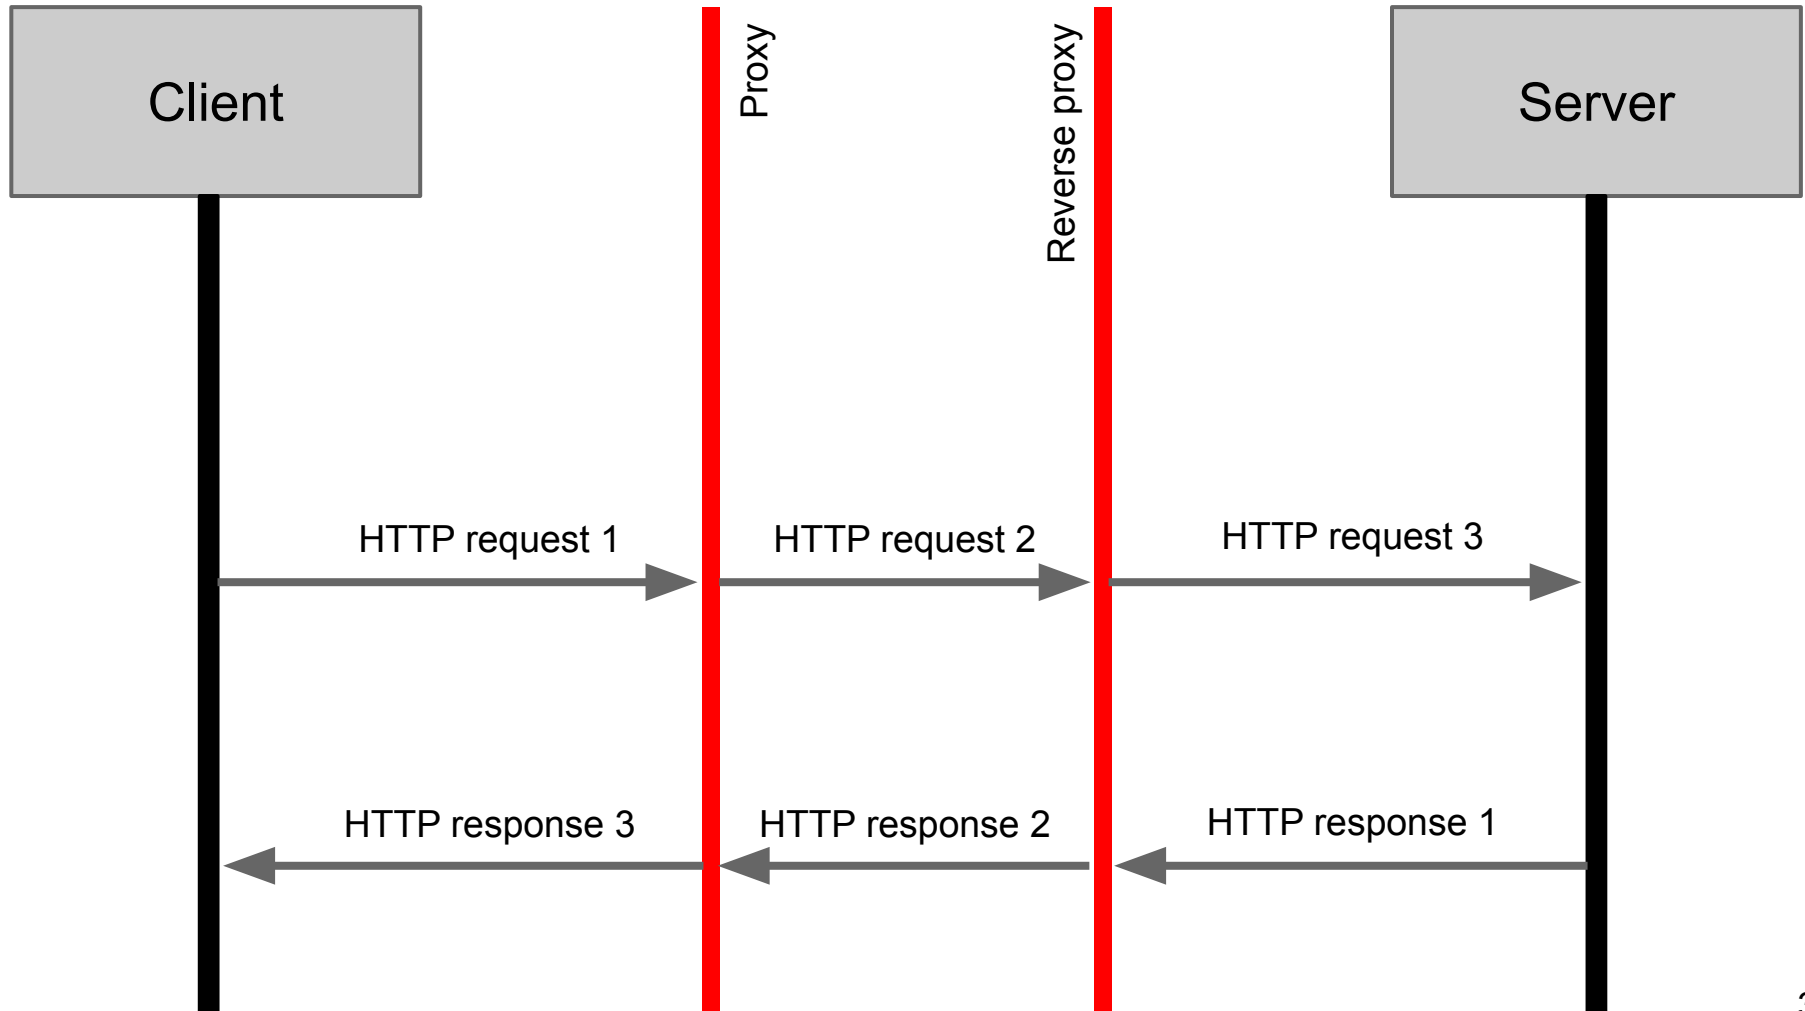 Client
Proxy
Reverse proxy
Server
HTTP request 1
HTTP request 2
HTTP request 3
HTTP response 3
HTTP response 2
HTTP response 1